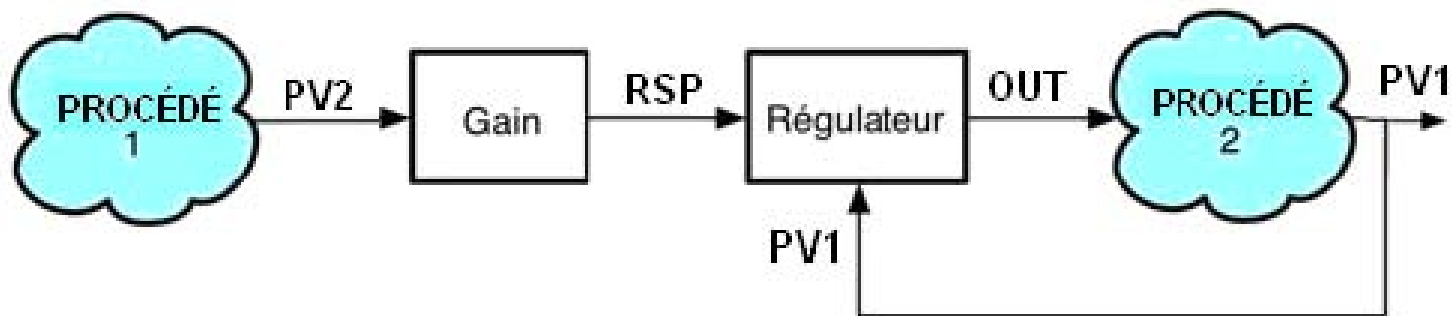 PROCÉDÉ
1
PV2
Gain
RSP
Régulateur
OUT
PROCÉDÉ
2
PV1
PV1